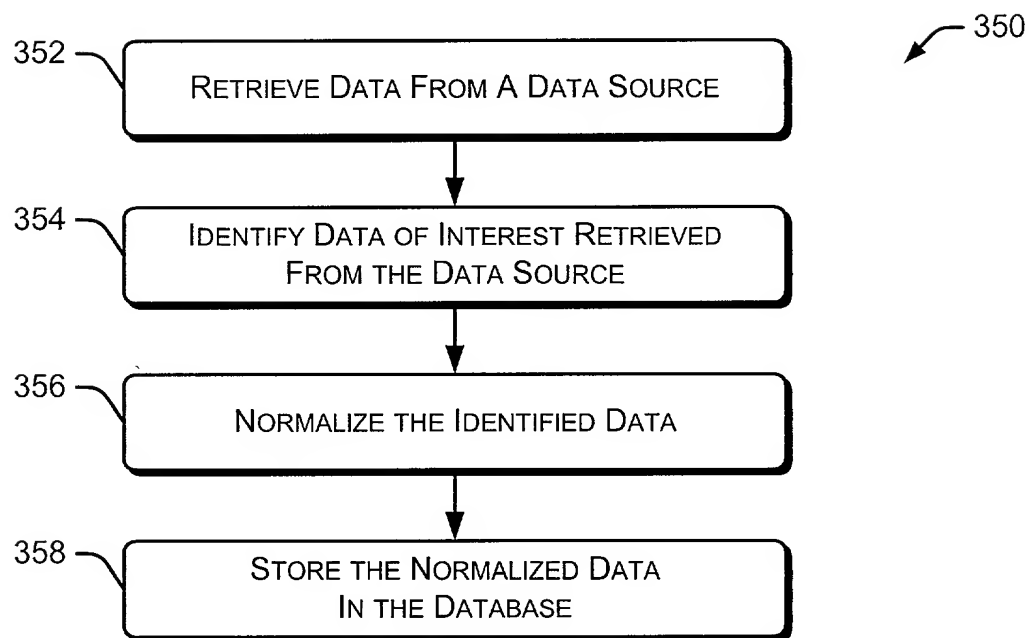 350
352
RETRIEVE DATA FROM A DATA SOURCE
354
IDENTIFY DATA OF INTEREST RETRIEVED
FROM THE DATA SOURCE
356
NORMALIZE THE IDENTIFIED DATA
358
STORE THE NORMALIZED DATA
IN THE DATABASE